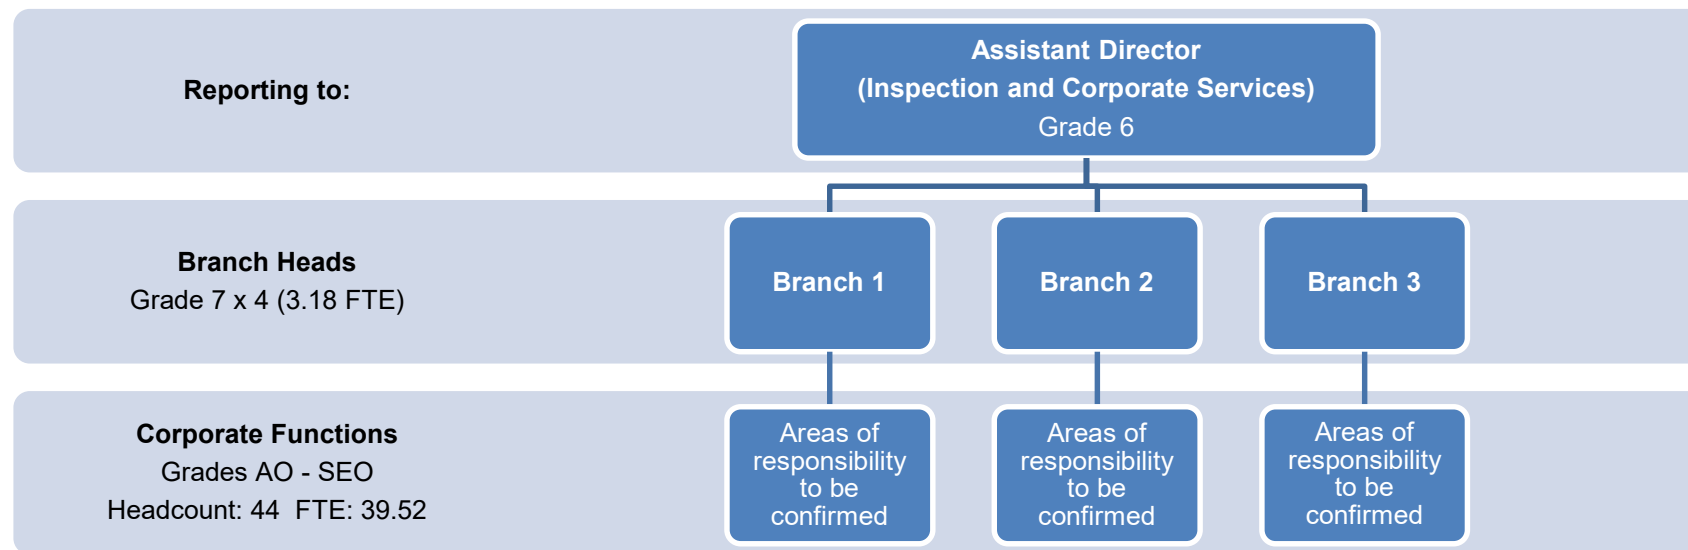 Reporting to:
Assistant Director
(Inspection and Corporate Services)
Grade 6
Branch Heads
Grade 7 x 4 (3.18 FTE)
Branch 1
Branch 2
Branch 3
Corporate Functions
Grades AO - SEO
Headcount: 44  FTE: 39.52
Areas of
responsibility
to be
confirmed
Areas of
responsibility
to be
confirmed
Areas of
responsibility
to be
confirmed